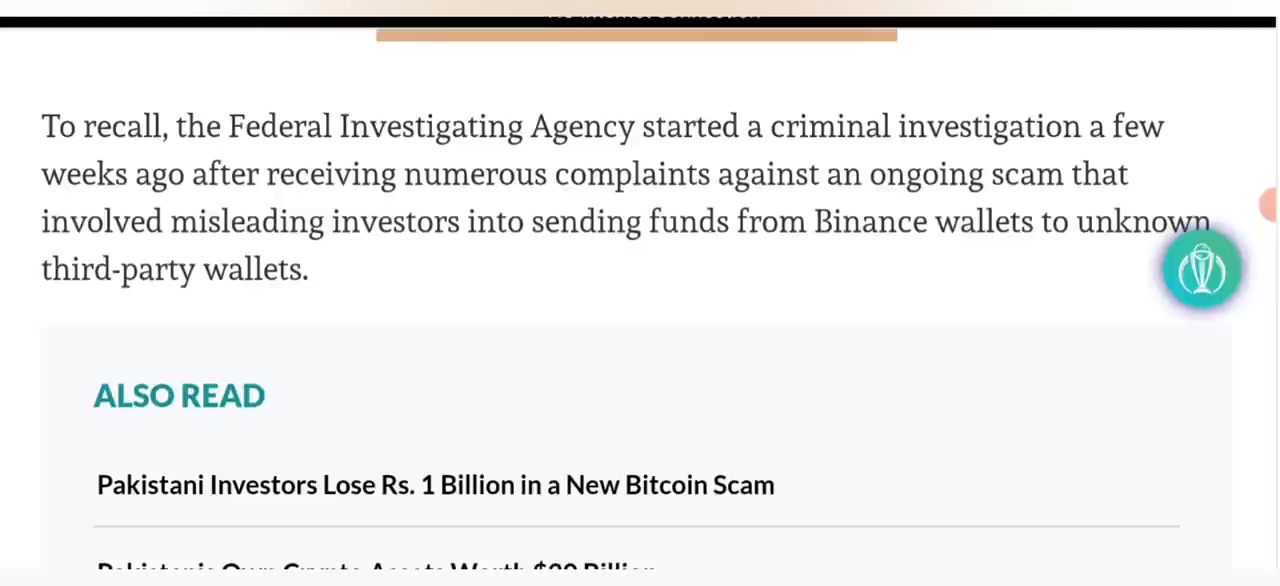 To recall, the Federal Investigating Agency started a criminal investigation a few
weeks ago after receiving numerous complaints against an ongoing scam that
involved misleading investors into sending funds from Binance wallets to unknown
third-party wallets.
ALSO READ
Pakistani Investors Lose Rs. 1 Billion in a New Bitcoin Scam